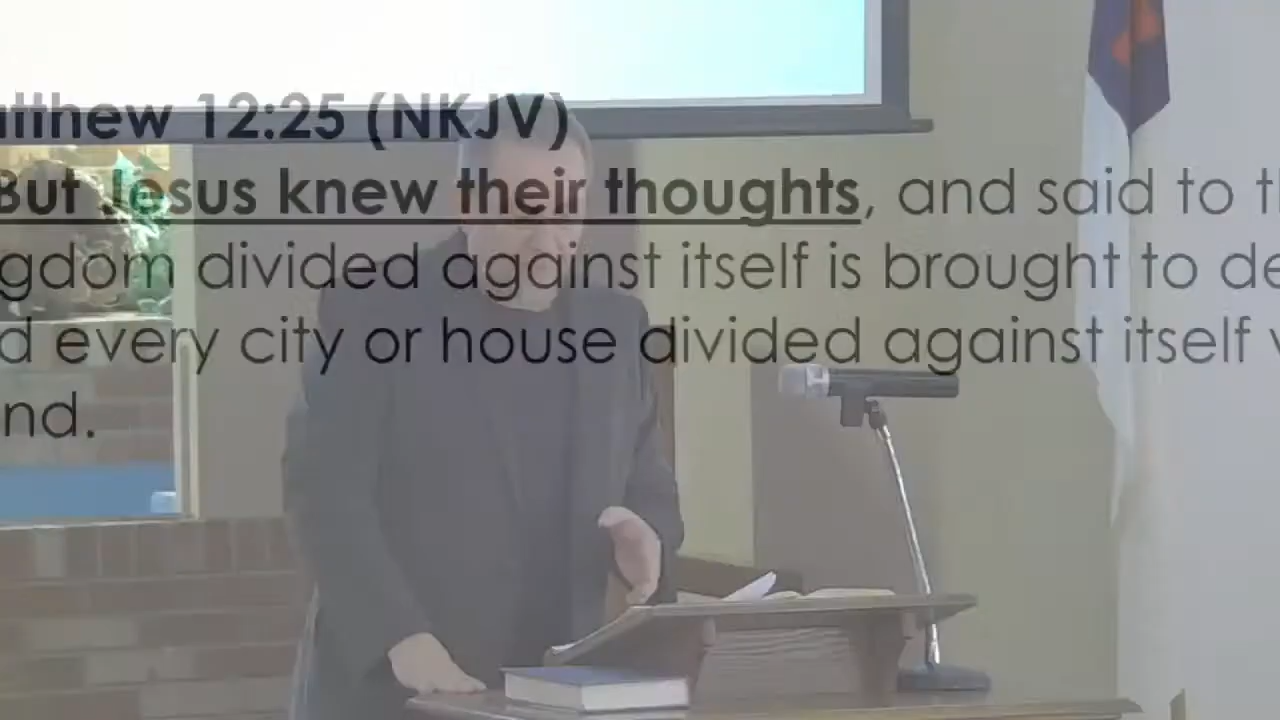 atthew 12:25 (NKJV)
But Jesus knew their thoughts, and said to th
gdom divided against itself is brought to de
d every city or house divided against itself
nd.